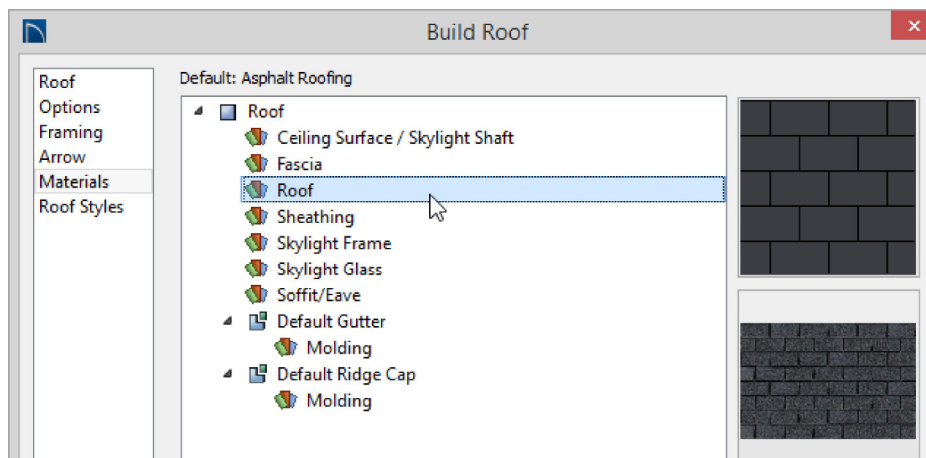 Build Roof
Roof
Options
Framing
Arrow
Materials
Roof Styles
Default: Asphalt Roofing
Roof
Ceiling Surface / Skylight Shaft
Fascia
Roof
Sheathing
Skylight Frame
Skylight Glass
Soffit/Eave
Default Gutter
Molding
Default Ridge Cap
Molding